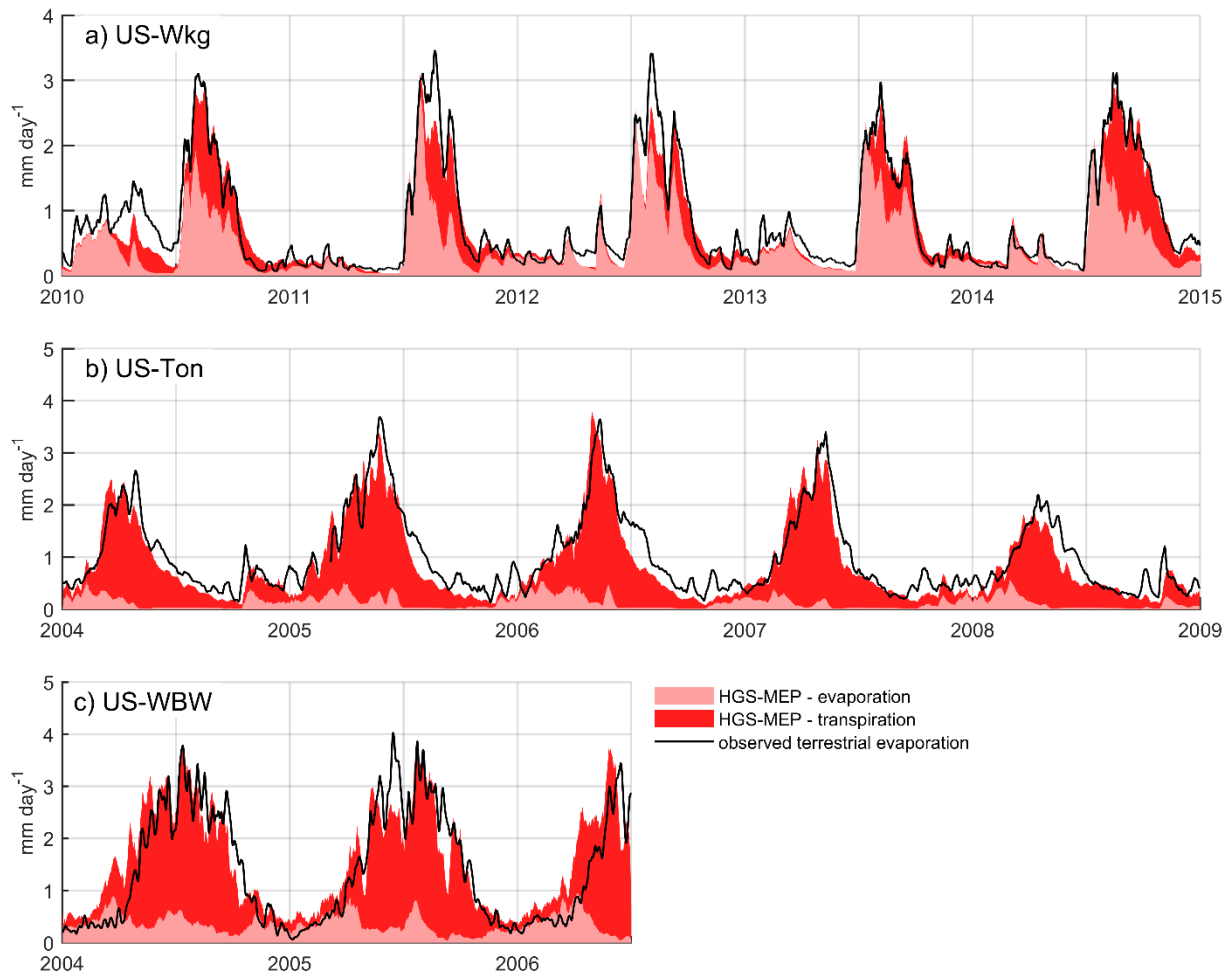 a) US-Wkg
mm day-1
4
3
2
1
0
2010 2011 2012 2013 2014 2015
b) US-Ton
mm day-1
5
4
3
2
1
0
2004 2005 2006 2007 2008 2009
c) US-WBW
mm day-1
5
4
3
2
1
0
2004 2005 2006
HGS-MEP - evaporation
HGS-MEP - transpiration
observed terrestrial evaporation